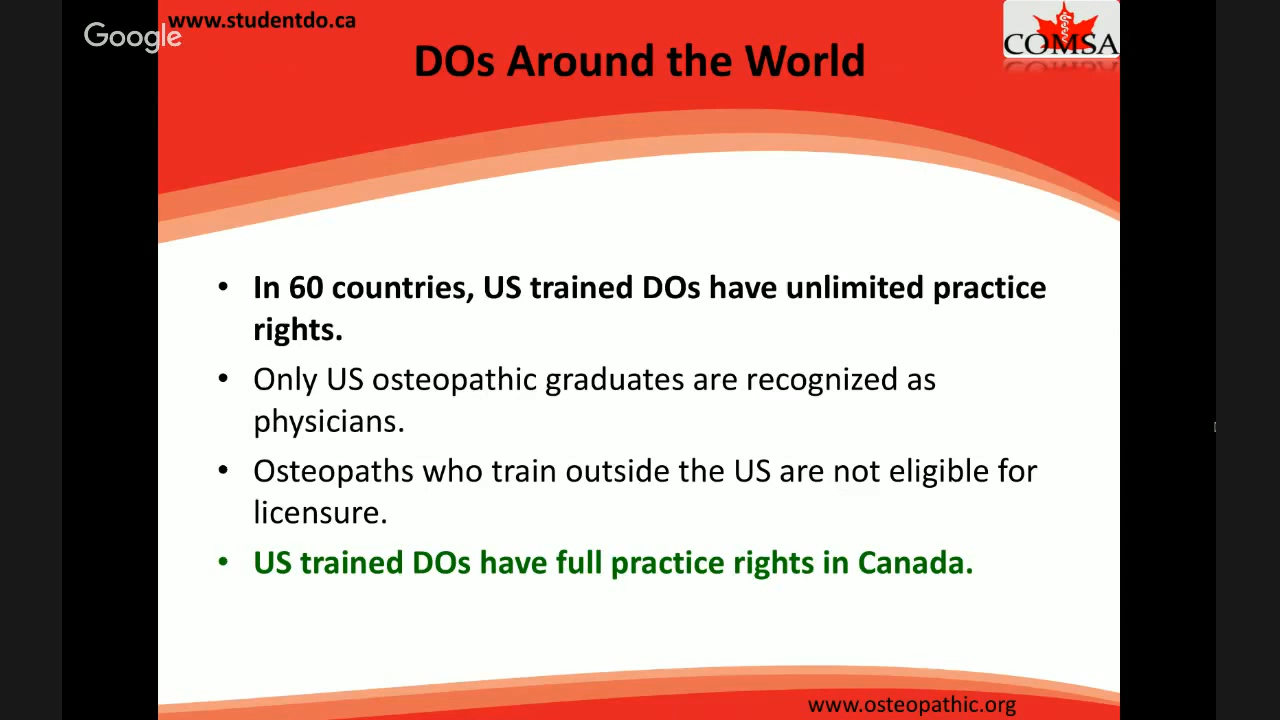 www.studentdo.ca
Google
COMSA
DOs Around the World
• In 60 countries, US trained DOs have unlimited practice
rights.
• Only US osteopathic graduates are recognized as
physicians.
• Osteopaths who train outside the US are not eligible for
licensure.
• US trained DOs have full practice rights in Canada.
www.osteopathic.org